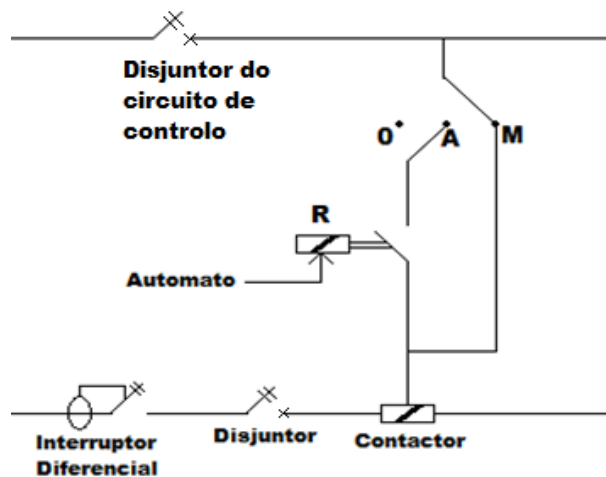 Disjuntor do
circuito de
controlo
0 A M
R
Automato
Interruptor
Diferencial
Disjuntor
Contactor